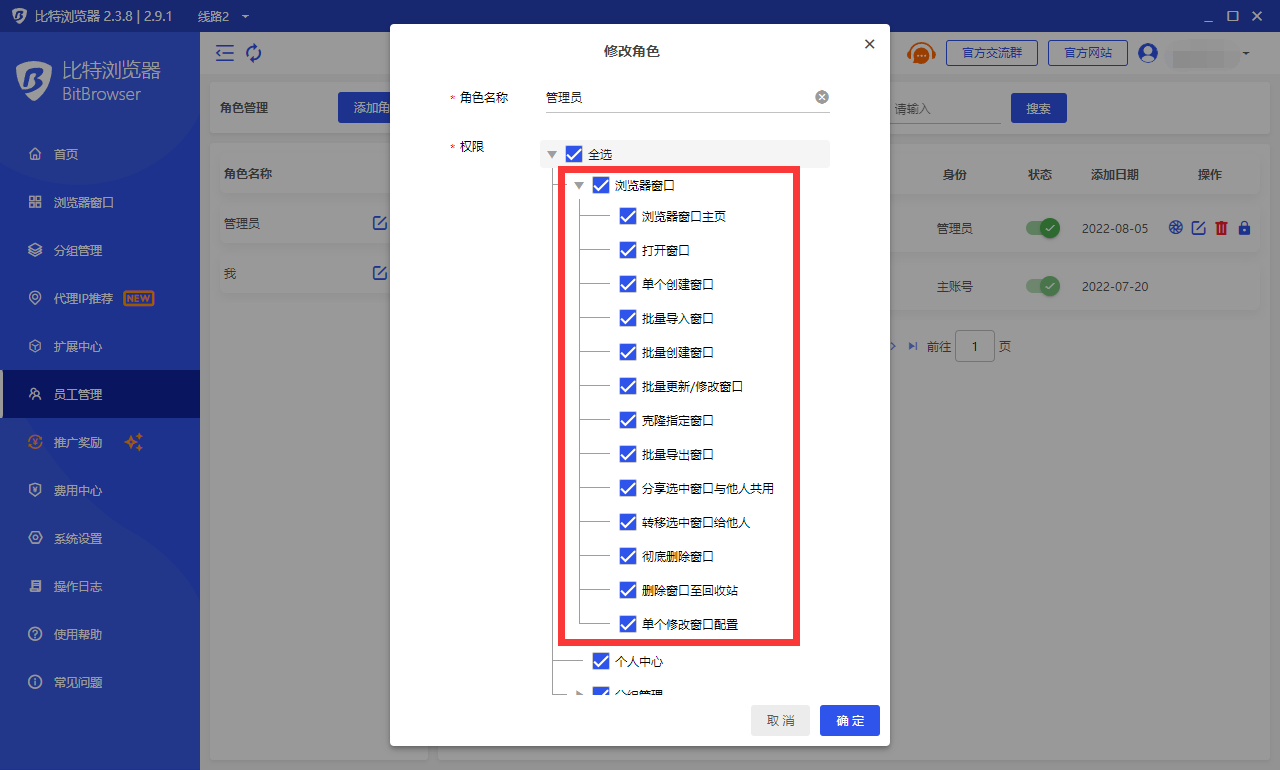 比特浏览器 2.3.8 | 2.9.1 线路2
比特浏览器
BitBrowser
首页
浏览器窗口
分组管理
代理IP推荐 NEW
扩展中心
员工管理
推广奖励
费用中心
系统设置
操作日志
使用帮助
常见问题
官方交流群 官方网站
角色管理 添加角
请输入 搜索
角色名称
管理员
我
身份 状态 添加日期 操作
管理员 2022-08-05
主账号 2022-07-20
前往 1 页
修改角色
* 角色名称 管理员
* 权限
全选
浏览器窗口
浏览器窗口主页
打开窗口
单个创建窗口
批量导入窗口
批量创建窗口
批量更新/修改窗口
克隆指定窗口
批量导出窗口
分享选中窗口与他人共用
转移选中窗口给他人
彻底删除窗口
删除窗口至回收站
单个修改窗口配置
个人中心
分组管理
取消 确定